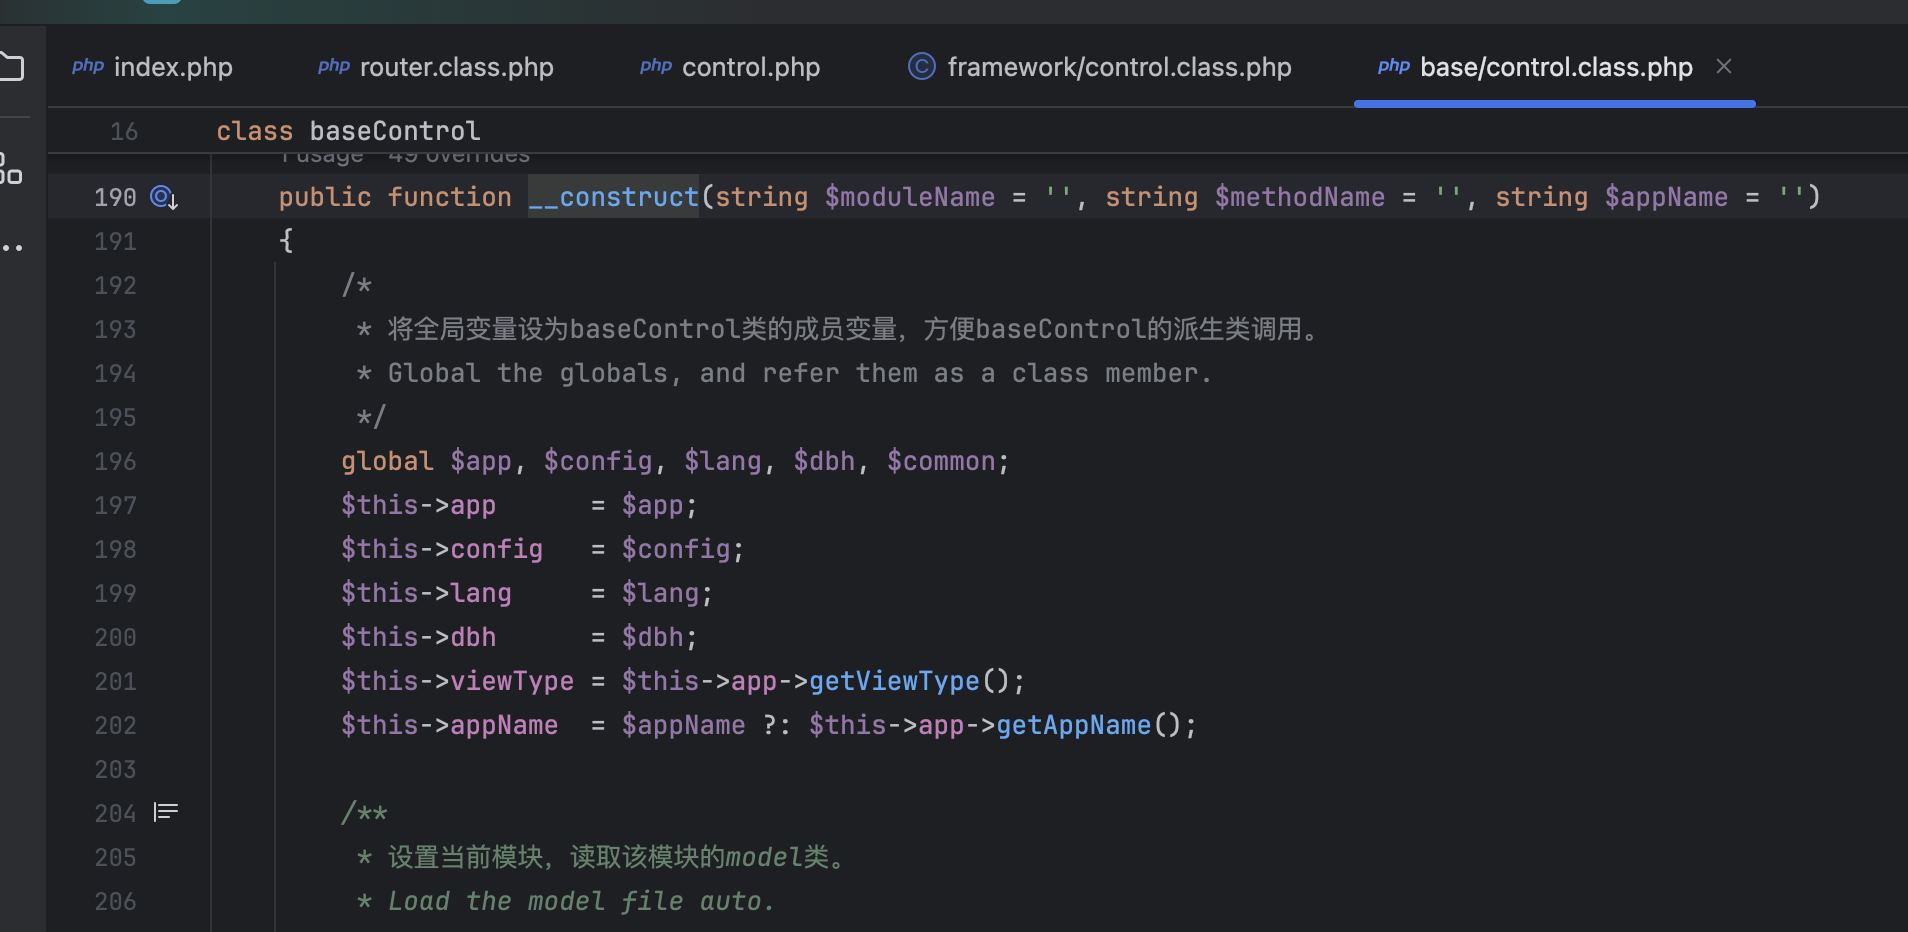 php index.php php router.class.php php control.php C framework/control.class.php php base/control.class.php
16 class baseControl
1 usage 49 overrides
190 public function __construct(string $moduleName = '', string $methodName = '', string $appName = '')
191 {
192 /*
193 * 将全局变量设为baseControl类的成员变量，方便baseControl的派生类调用。
194 * Global the globals, and refer them as a class member.
195 */
196 global $app, $config, $lang, $dbh, $common;
197 $this->app = $app;
198 $this->config = $config;
199 $this->lang = $lang;
200 $this->dbh = $dbh;
201 $this->viewType = $this->app->getViewType();
202 $this->appName = $appName ?: $this->app->getAppName();
203
204 /**
205 * 设置当前模块，读取该模块的model类。
206 * Load the model file auto.